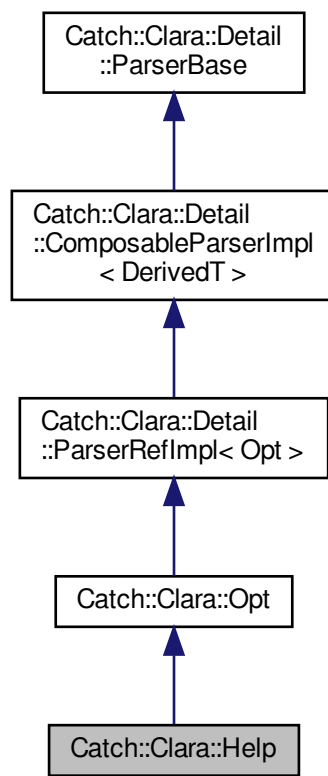 Catch::Clara::Detail
::ParserBase
Catch::Clara::Detail
::ComposableParserImpl
< DerivedT >
Catch::Clara::Detail
::ParserRefImpl< Opt >
Catch::Clara::Opt
Catch::Clara::Help